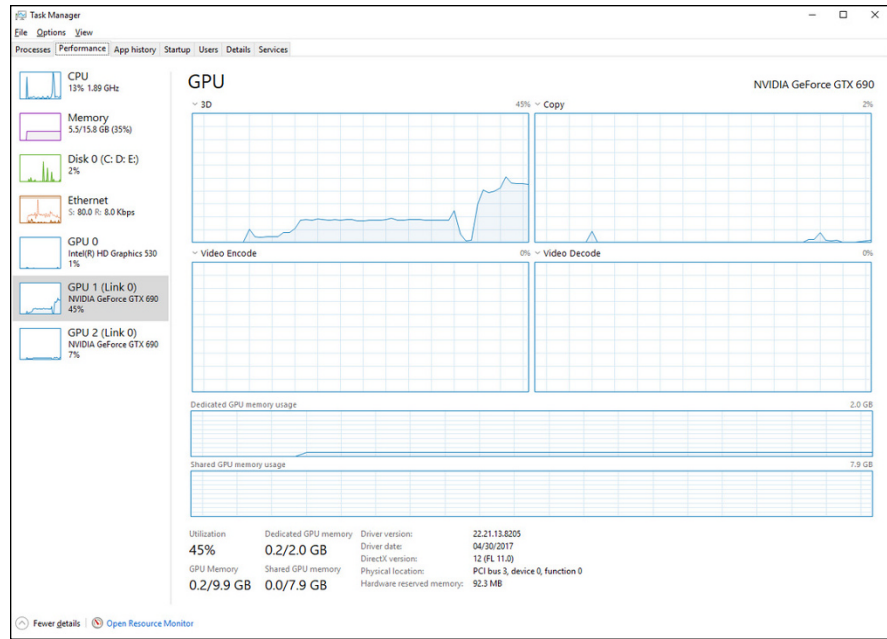 Task Manager
File Options View
Processes Performance App history Startup Users Details Services
CPU
13% 1.89 GHz
Memory
5.5/15.8 GB (35%)
Disk 0 (C: D: E:)
2%
Ethernet
S: 80.0 R: 8.0 Kbps
GPU 0
Intel(R) HD Graphics 530
1%
GPU 1 (Link 0)
NVIDIA GeForce GTX 690
45%
GPU 2 (Link 0)
NVIDIA GeForce GTX 690
7%
GPU NVIDIA GeForce GTX 690
3D 45% Copy 2%
Video Encode 0% Video Decode 0%
Dedicated GPU memory usage 2.0 GB
Shared GPU memory usage 7.9 GB
Utilization
45%
Dedicated GPU memory
0.2/2.0 GB
GPU Memory
0.2/9.9 GB
Shared GPU memory
0.0/7.9 GB
Driver version: 22.21.13.8205
Driver date: 04/30/2017
DirectX version: 12 (FL 11.0)
Physical location: PCI bus 3, device 0, function 0
Hardware reserved memory: 92.3 MB
Fewer details Open Resource Monitor